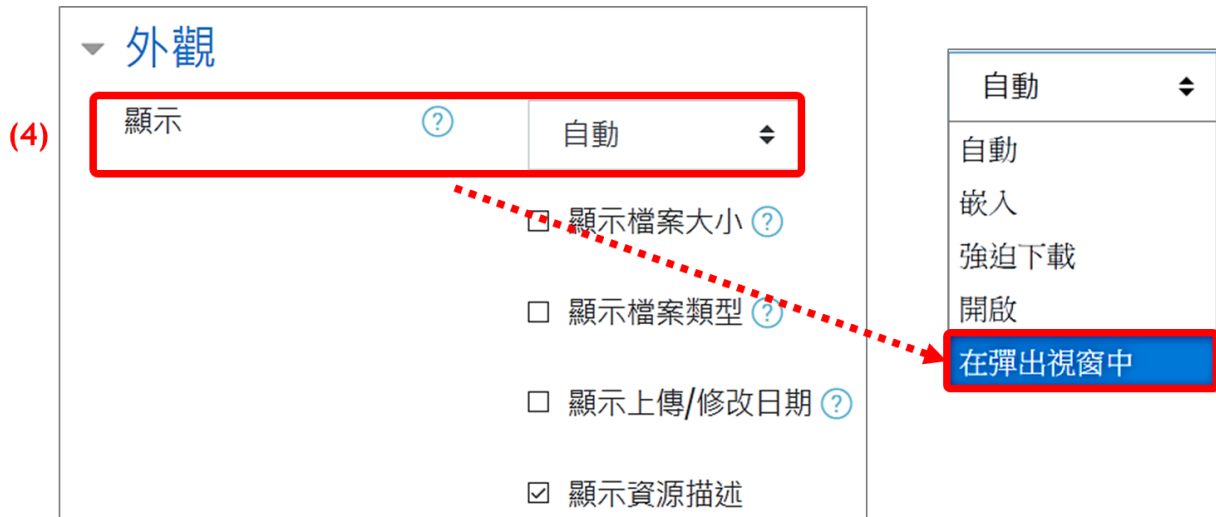 外觀
(4)
顯示
自動
顯示檔案大小
顯示檔案類型
顯示上傳/修改日期
顯示資源描述
自動
自動
嵌入
強迫下載
開啟
在彈出視窗中